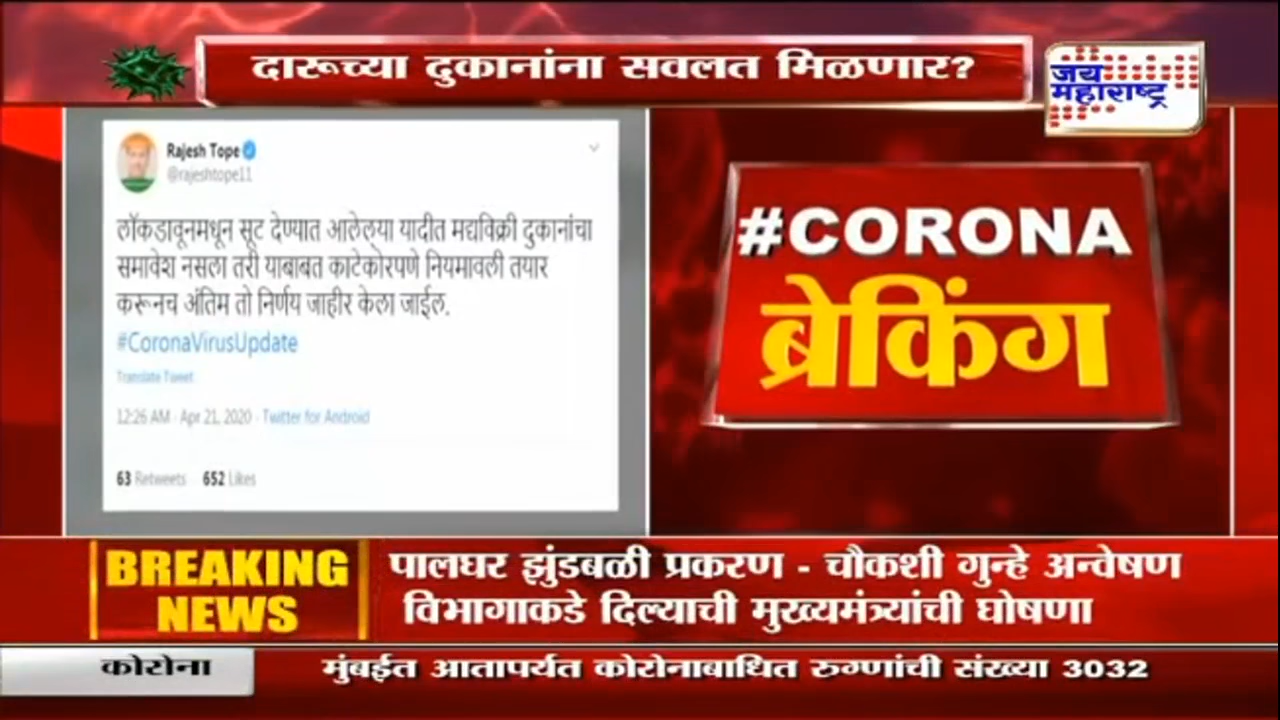 दारूच्या दुकानांना सवलत मिळणार?
जय
महाराष्ट्र
Rajesh Tope
@rajeshtope11
लॉकडावूनमधून सूट देण्यात आलेल्या यादीत मद्यविक्री दुकानांचा
समावेश नसला तरी याबाबत काटेकोरपणे नियमावली तयार
करूनच अंतिम तो निर्णय जाहीर केला जाईल.
#CoronaVirusUpdate
Translate Tweet
12:26 AM · Apr 21, 2020 · Twitter for Android
63 Retweets 652 Likes
#CORONA
ब्रेकिंग
BREAKING
NEWS
पालघर झुंडबळी प्रकरण - चौकशी गुन्हे अन्वेषण
विभागाकडे दिल्याची मुख्यमंत्र्यांची घोषणा
कोरोना
मुंबईत आतापर्यत कोरोनाबाधित रुग्णांची संख्या 3032